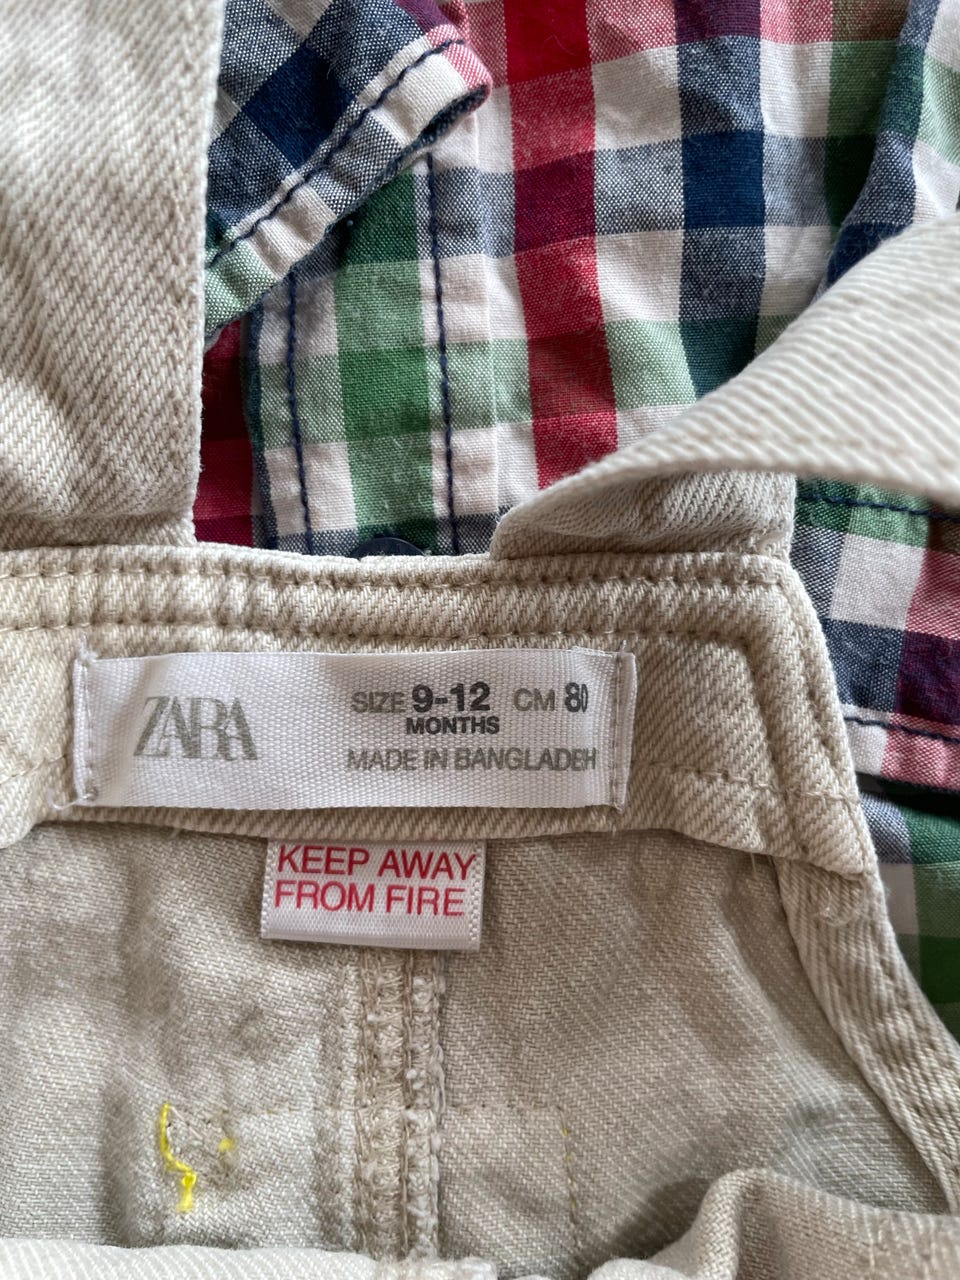 ZARA
SIZE 9-12 CM 80
MONTHS
MADE IN BANGLADEH
KEEP AWAY
FROM FIRE